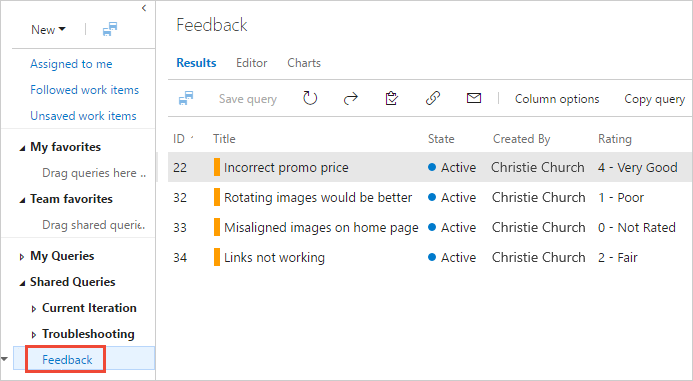 New
Assigned to me
Followed work items
Unsaved work items
My favorites
Drag queries here ..
Team favorites
Drag shared querie..
My Queries
Shared Queries
Current Iteration
Troubleshooting
Feedback
Feedback
Results Editor Charts
Save query Column options Copy query
ID Title State Created By Rating
22 Incorrect promo price Active Christie Church 4 - Very Good
32 Rotating images would be better Active Christie Church 1 - Poor
33 Misaligned images on home page Active Christie Church 0 - Not Rated
34 Links not working Active Christie Church 2 - Fair